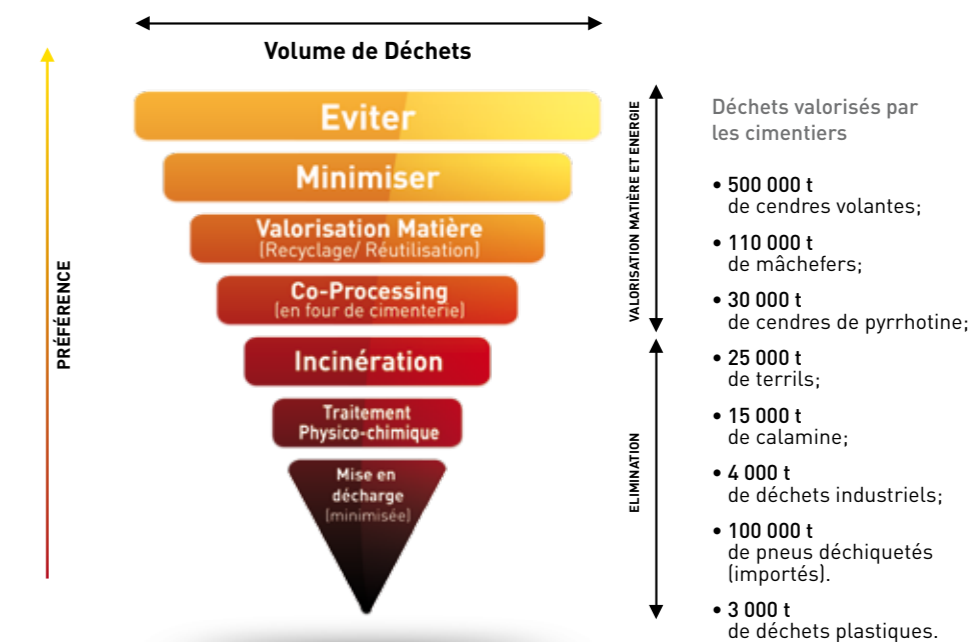 Volume de Déchets
PRÉFÉRENCE
Eviter
Minimiser
Valorisation Matière
(Recyclage/ Réutilisation)
Co-Processing
(en four de cimenterie)
Incinération
Traitement
Physico-chimique
Mise en
décharge
(minimisée)
VALORISATION MATIÈRE ET ENERGIE
ELIMINATION
Déchets valorisés par
les cimentiers
• 500 000 t
de cendres volantes;
• 110 000 t
de mâchefers;
• 30 000 t
de cendres de pyrrhotine;
• 25 000 t
de terrils;
• 15 000 t
de calamine;
• 4 000 t
de déchets industriels;
• 100 000 t
de pneus déchiquetés
(importés).
• 3 000 t
de déchets plastiques.